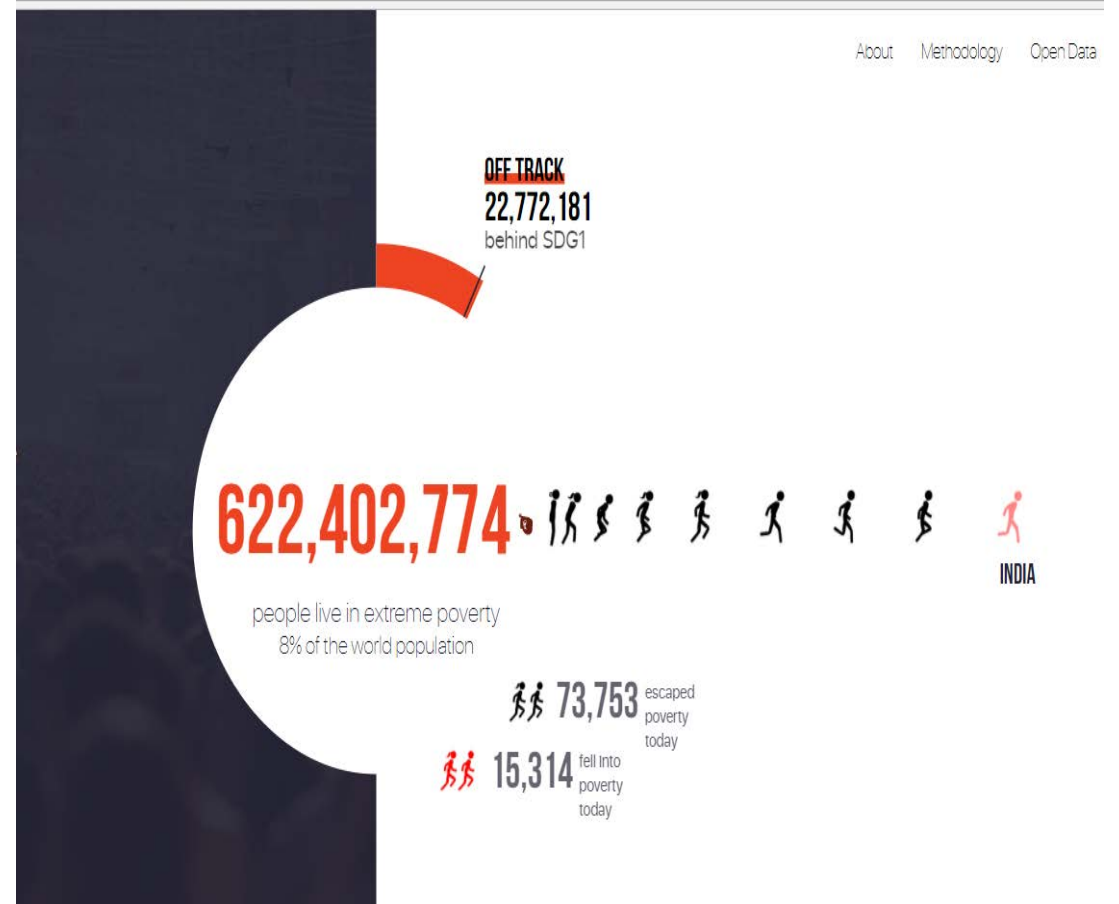 About Methodology Open Data
OFF TRACK
22,772,181
behind SDG1
622,402,774
INDIA
people live in extreme poverty
8% of the world population
73,753 escaped
poverty
today
15,314 fell into
poverty
today